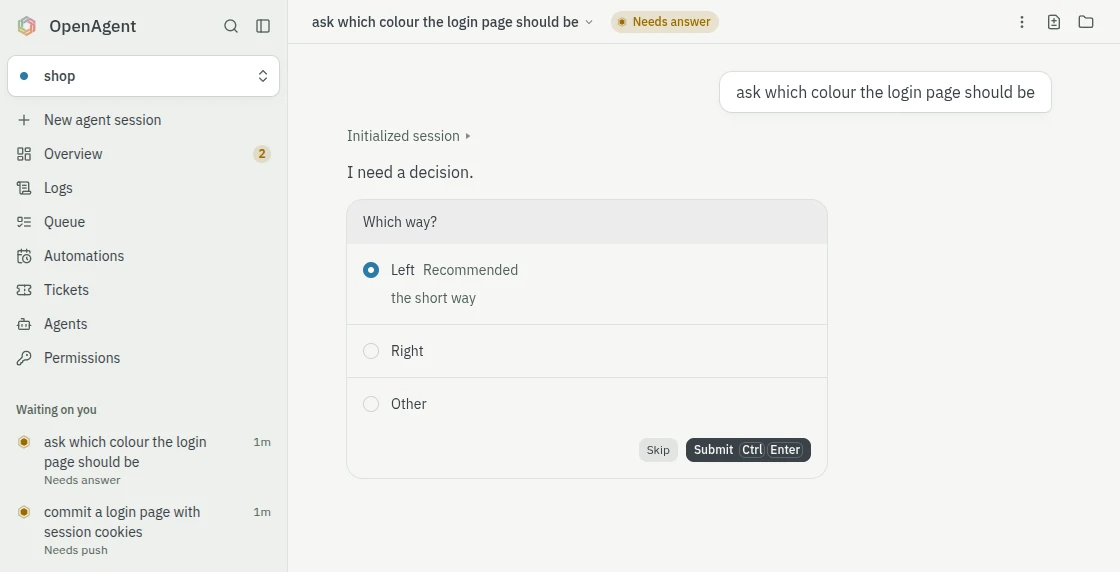 OpenAgent
shop
New agent session
Overview 2
Logs
Queue
Automations
Tickets
Agents
Permissions
Waiting on you
ask which colour the login 1m
page should be
Needs answer
commit a login page with 1m
session cookies
Needs push
ask which colour the login page should be Needs answer
ask which colour the login page should be
Initialized session
I need a decision.
Which way?
Left Recommended
the short way
Right
Other
Skip Submit Ctrl Enter